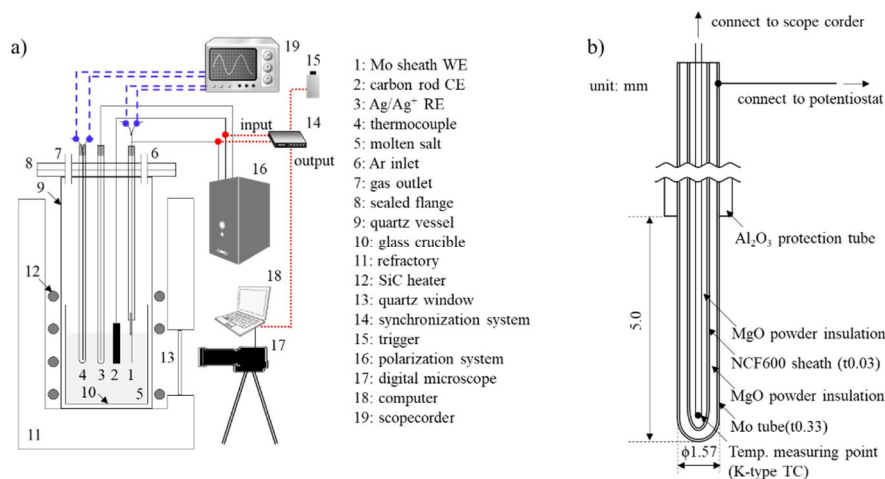 a)
19
15
14
input
output
16
18
17
7
6
8
9
12
13
4
3
2
1
5
10
11
1: Mo sheath WE
2: carbon rod CE
3: Ag/Ag⁺ RE
4: thermocouple
5: molten salt
6: Ar inlet
7: gas outlet
8: sealed flange
9: quartz vessel
10: glass crucible
11: refractory
12: SiC heater
13: quartz window
14: synchronization system
15: trigger
16: polarization system
17: digital microscope
18: computer
19: scopecorder
b)
connect to scope corder
unit: mm
connect to potentiostat
Al₂O₃ protection tube
5.0
MgO powder insulation
NCF600 sheath (t0.03)
MgO powder insulation
Mo tube(t0.33)
ϕ1.57
Temp. measuring point
(K-type TC)